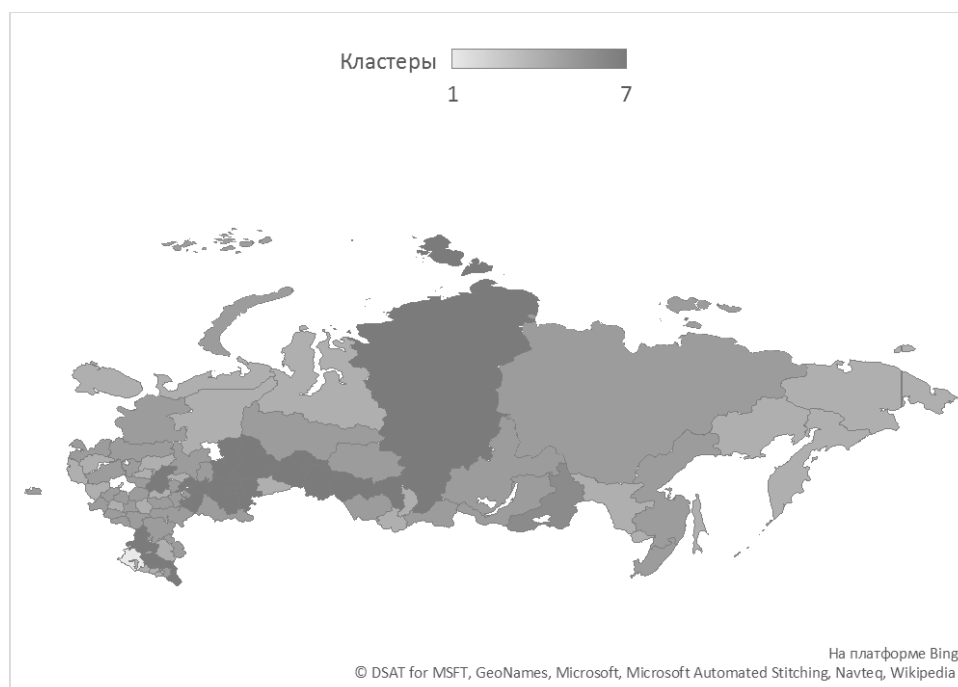 Кластеры
1 7
На платформе Bing
© DSAT for MSFT, GeoNames, Microsoft, Microsoft Automated Stitching, Navteq, Wikipedia